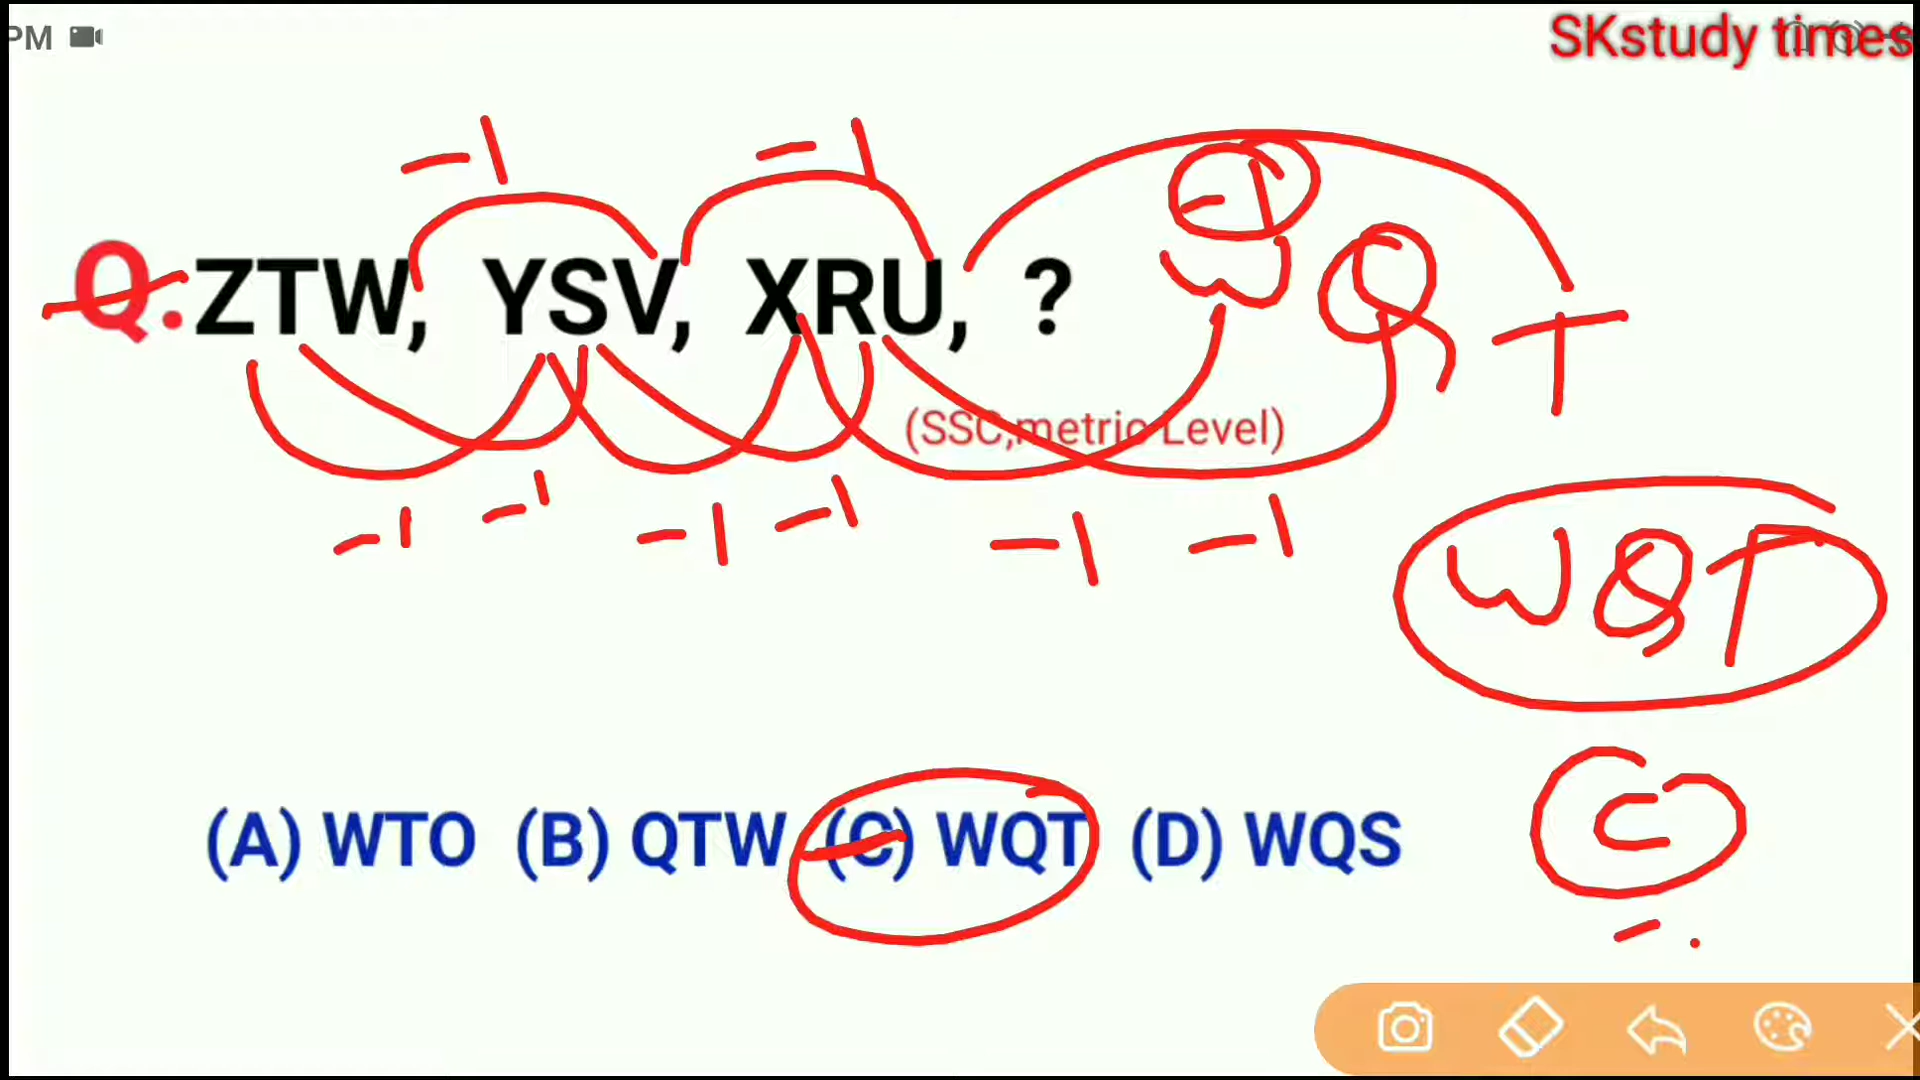 PM
SKstudy times
-1 -1 -1
Q.ZTW, YSV, XRU, ? W Q T
(SSC,metric Level)
-1 -1 -1 -1 -1 -1
WQT
(A) WTO (B) QTW (C) WQT (D) WQS
C